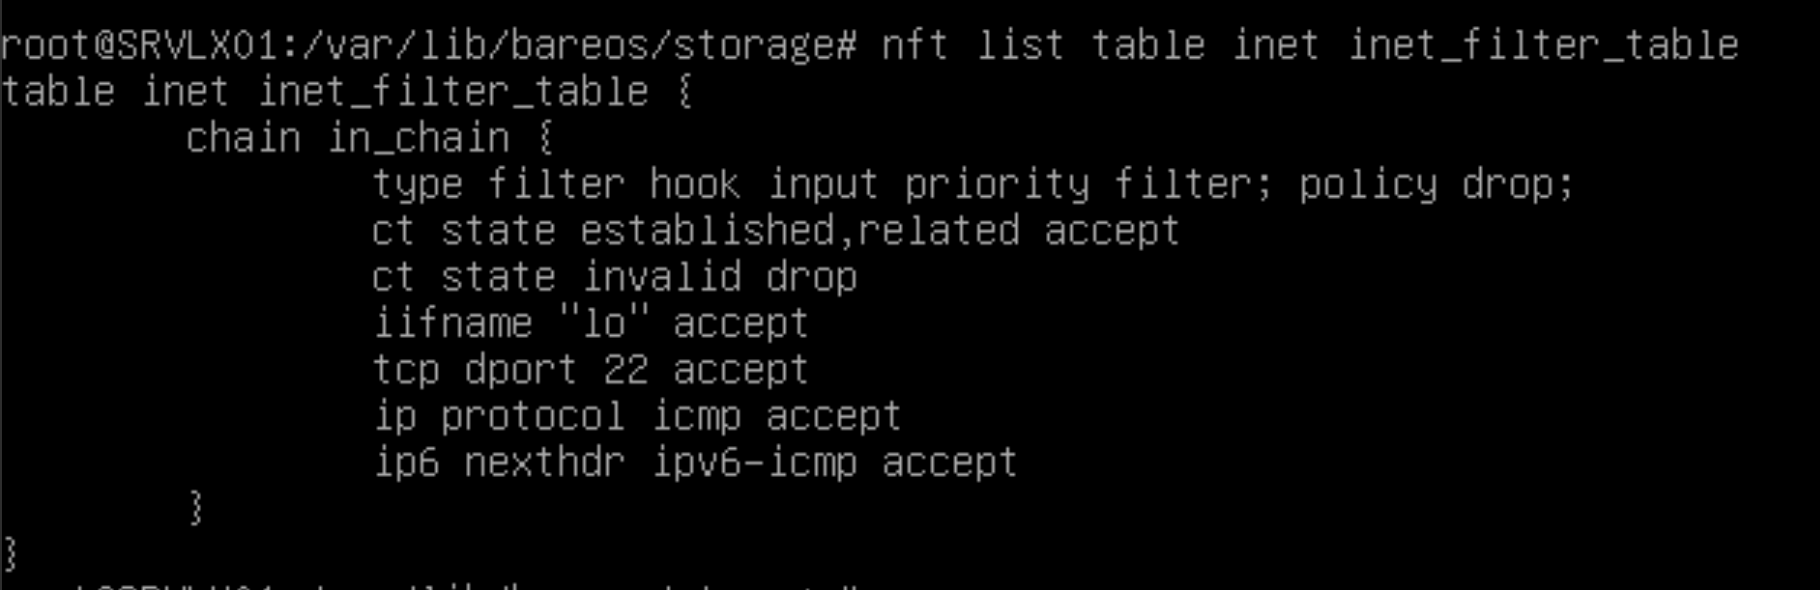 root@SRVLX01:/var/lib/bareos/storage# nft list table inet inet_filter_table
table inet inet_filter_table {
        chain in_chain {
                type filter hook input priority filter; policy drop;
                ct state established,related accept
                ct state invalid drop
                iifname "lo" accept
                tcp dport 22 accept
                ip protocol icmp accept
                ip6 nexthdr ipv6-icmp accept
        }
}